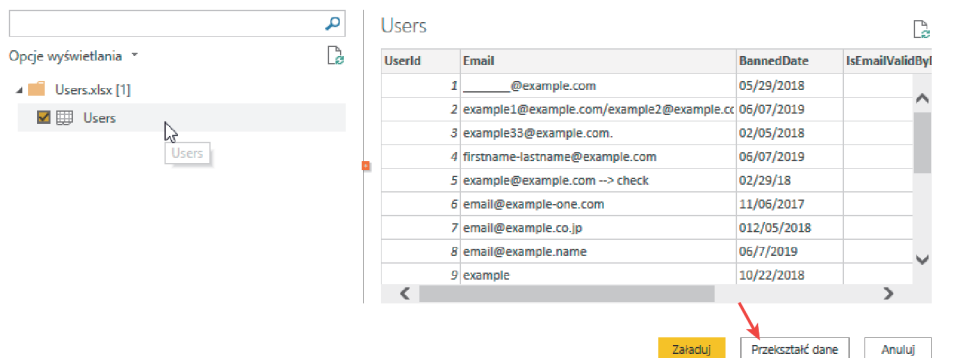 Users
Opcje wyświetlania
Users.xlsx [1]
Users
Users
UserId Email BannedDate
1 _______@example.com 05/29/2018
2 example1@example.com/example2@example.cc 06/07/2019
3 example33@example.com. 02/05/2018
4 firstname-lastname@example.com 06/07/2019
5 example@example.com --> check 02/29/18
6 email@example-one.com 11/06/2017
7 email@example.co.jp 012/05/2018
8 email@example.name 06/7/2019
9 example 10/22/2018
Załaduj Przekształć dane Anuluj